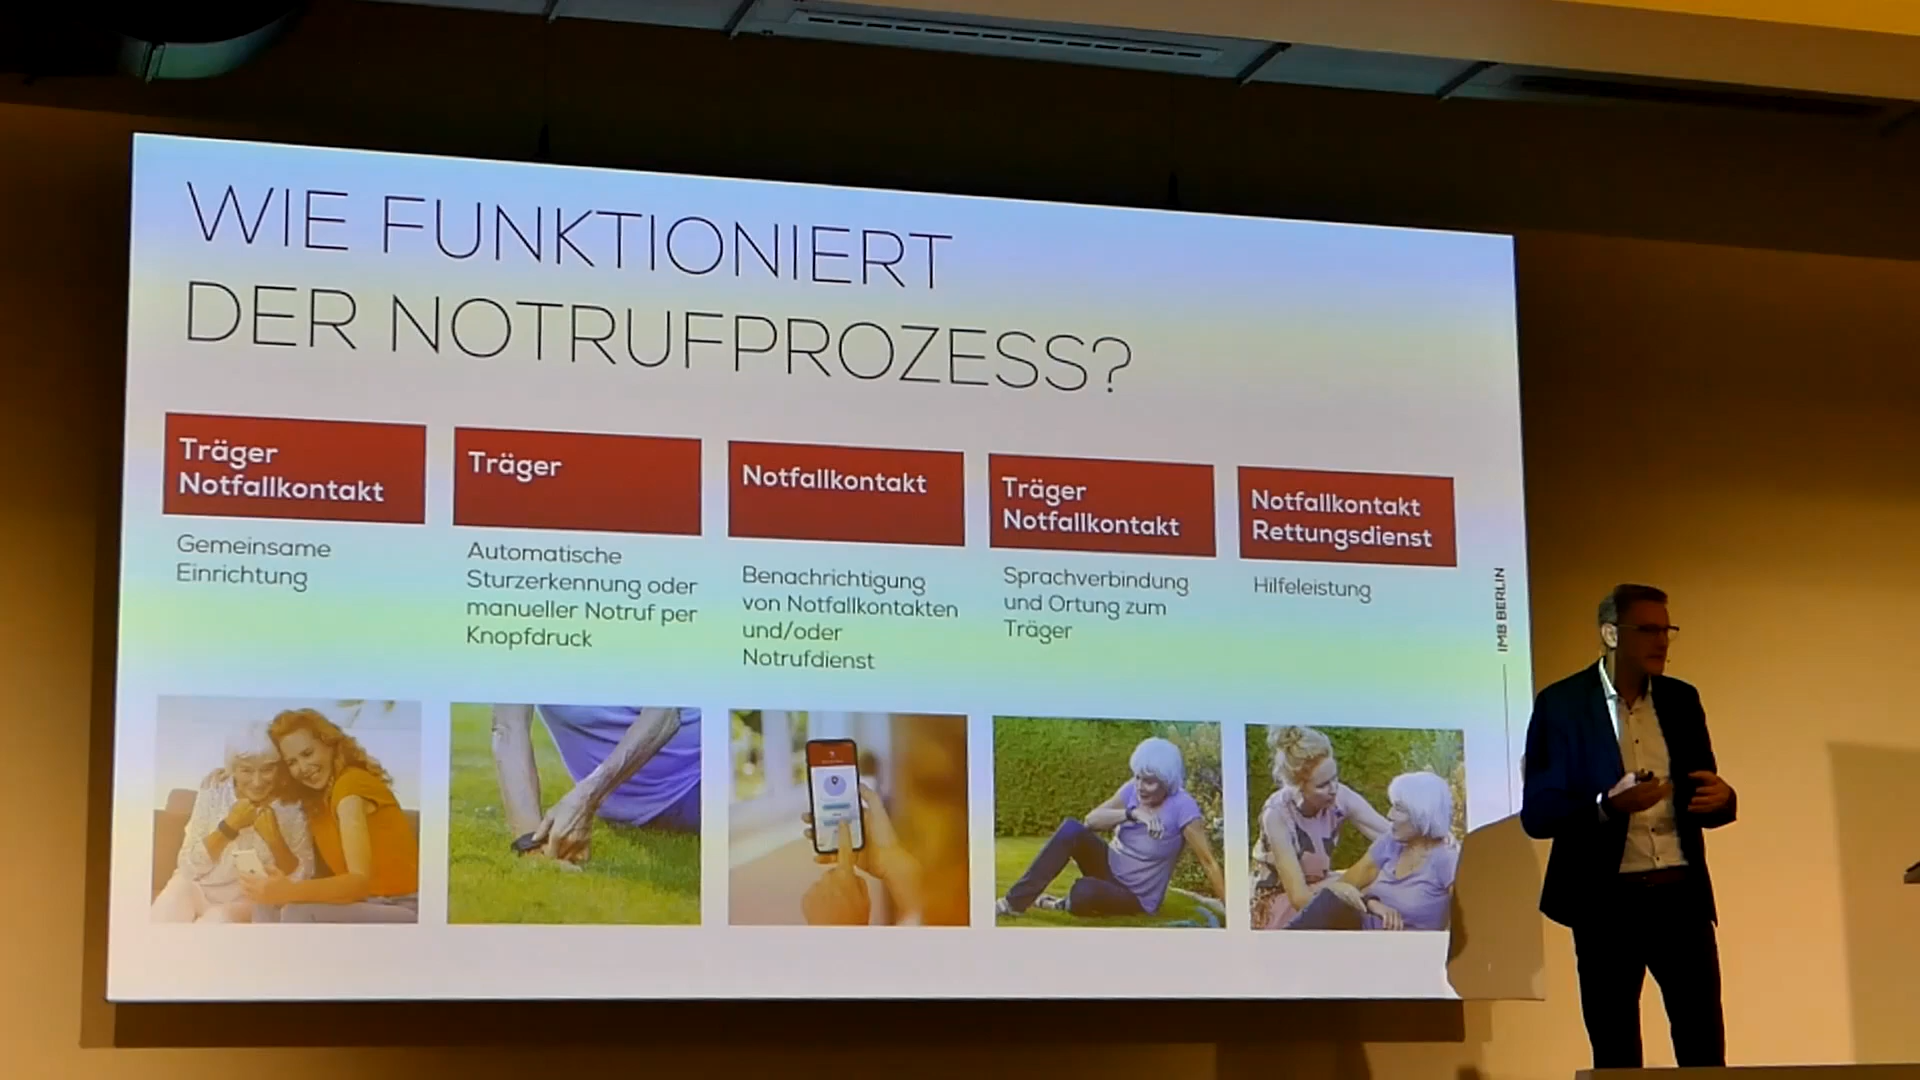 WIE FUNKTIONIERT
DER NOTRUFPROZESS?
Träger
Notfallkontakt
Gemeinsame
Einrichtung
Träger
Automatische
Sturzerkennung oder
manueller Notruf per
Knopfdruck
Notfallkontakt
Benachrichtigung
von Notfallkontakten
und/oder
Notrufdienst
Träger
Notfallkontakt
Sprachverbindung
und Ortung zum
Träger
Notfallkontakt
Rettungsdienst
Hilfeleistung
IMB BERLIN